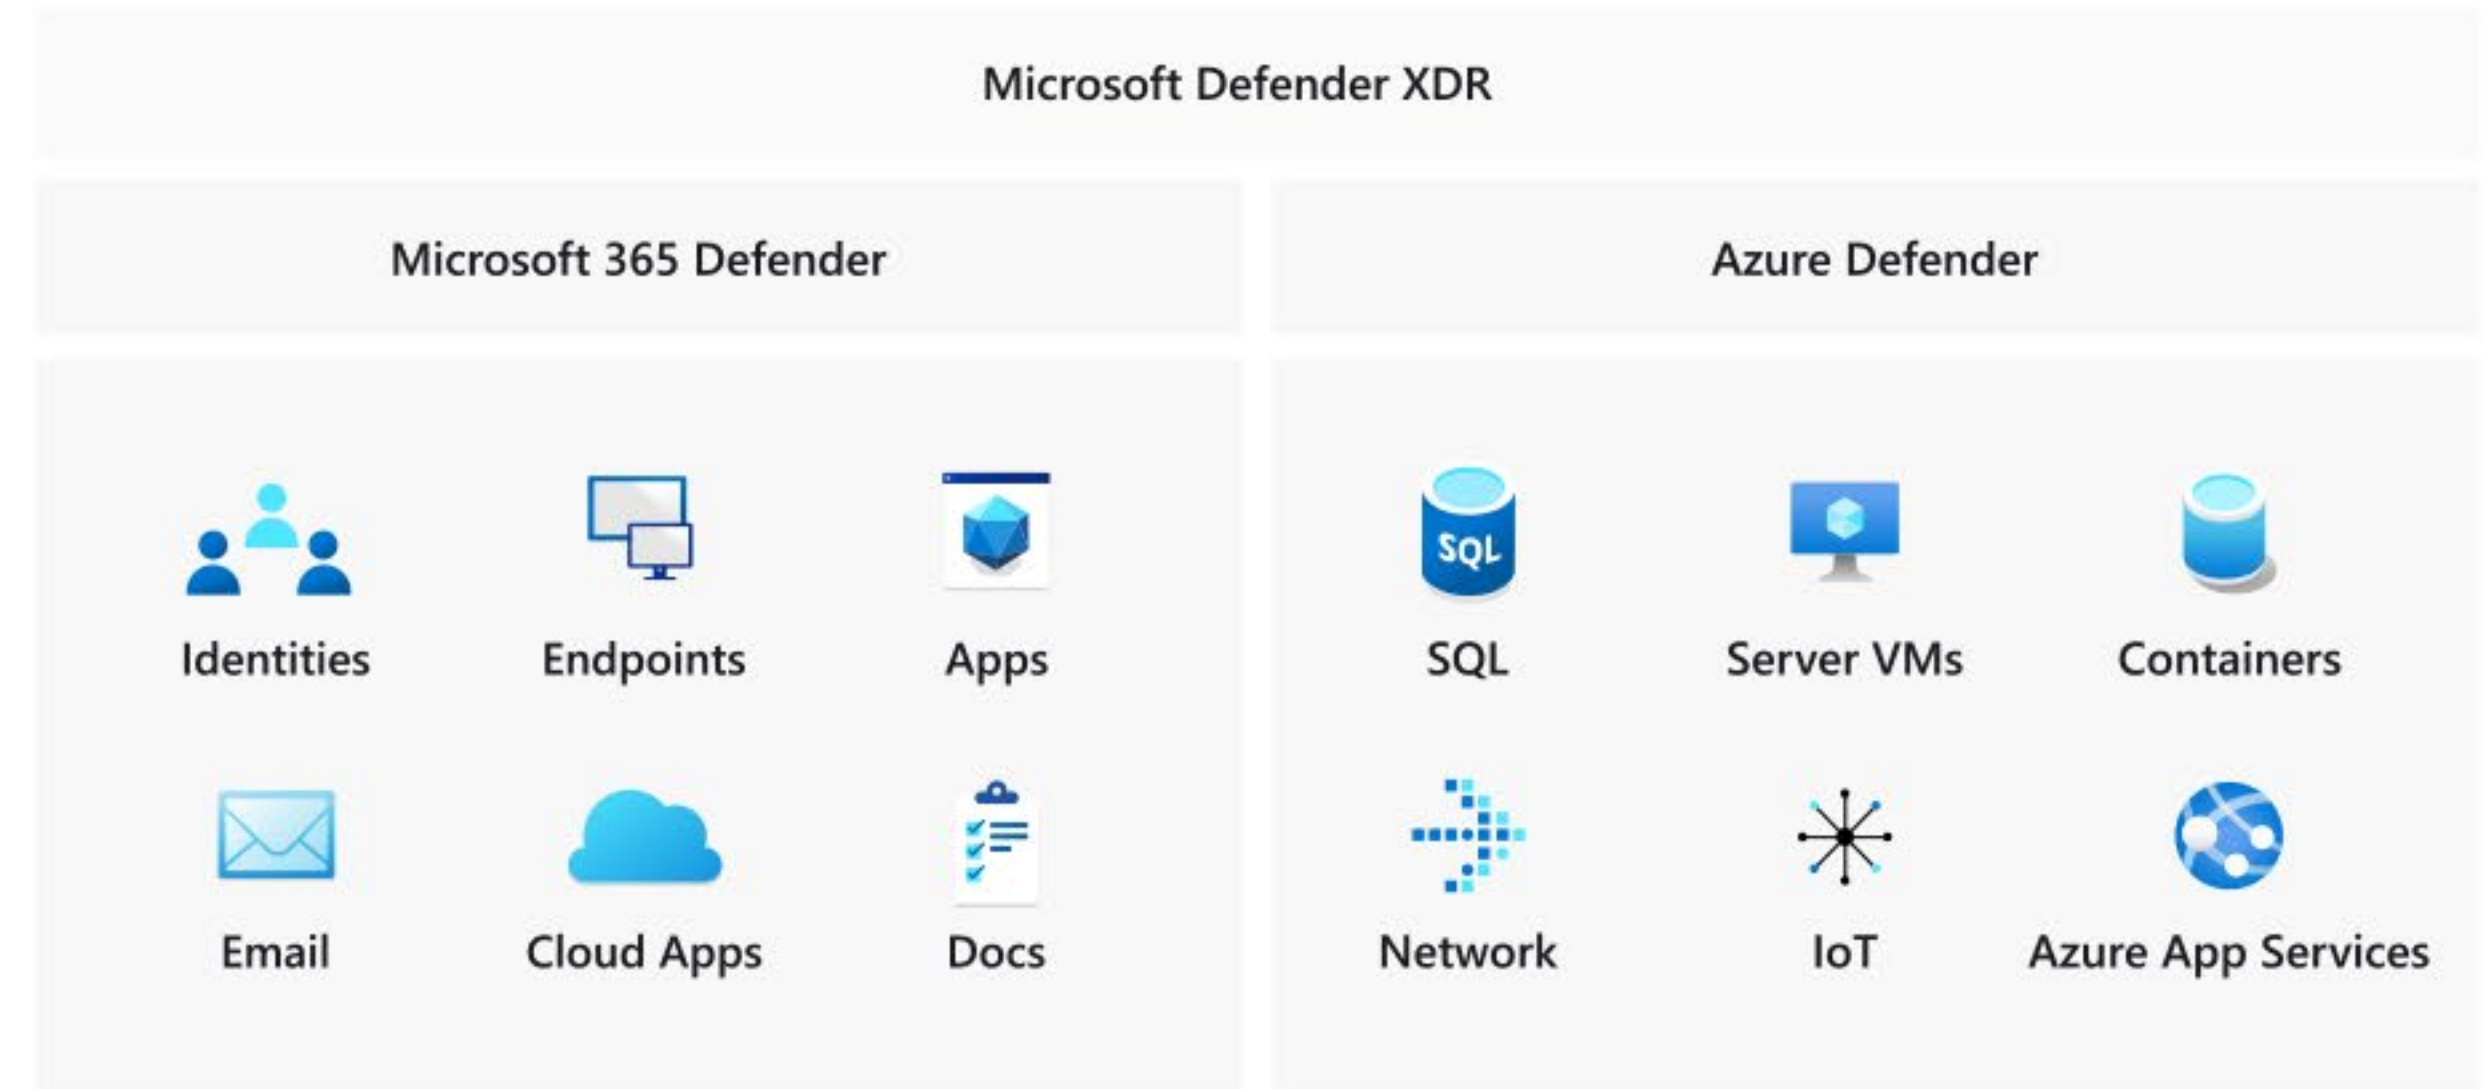 Microsoft Defender XDR
Microsoft 365 Defender
Azure Defender
Identities
Endpoints
Apps
Email
Cloud Apps
Docs
SQL
SQL
Server VMs
Containers
Network
IoT
Azure App Services